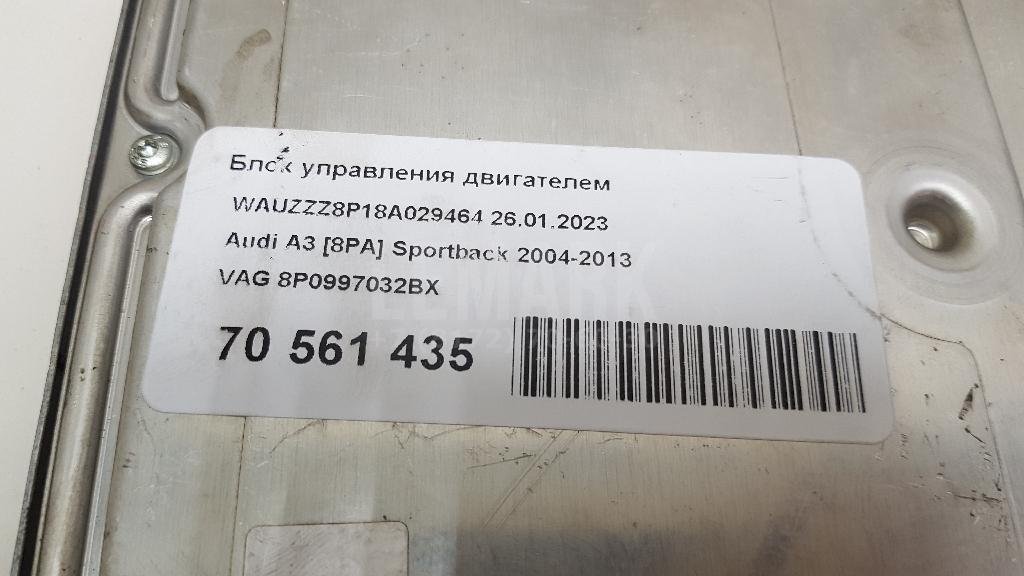 Блок управления двигателем
WAUZZZ8P18A029464 26.01.2023
Audi A3 [8PA] Sportback 2004-2013
VAG 8P0997032BX
70 561 435